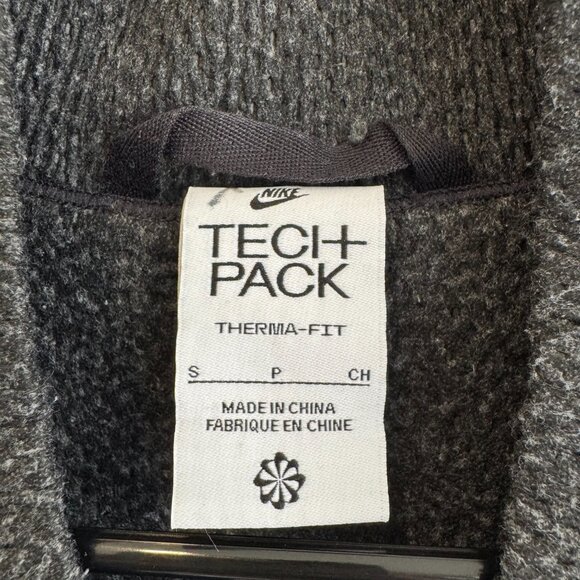 NIKE
TECH
PACK
THERMA-FIT
S P CH
MADE IN CHINA
FABRIQUE EN CHINE